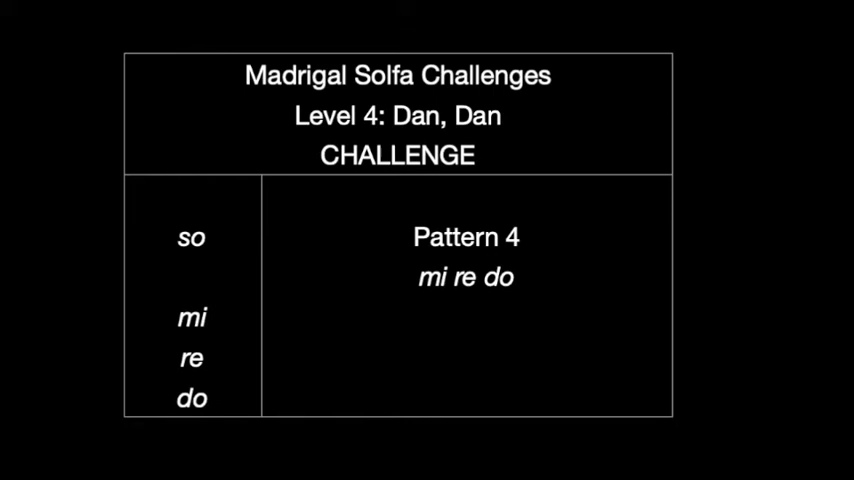 Madrigal Solfa Challenges
Level 4: Dan, Dan
CHALLENGE
so
mi
re
do
Pattern 4
mi re do